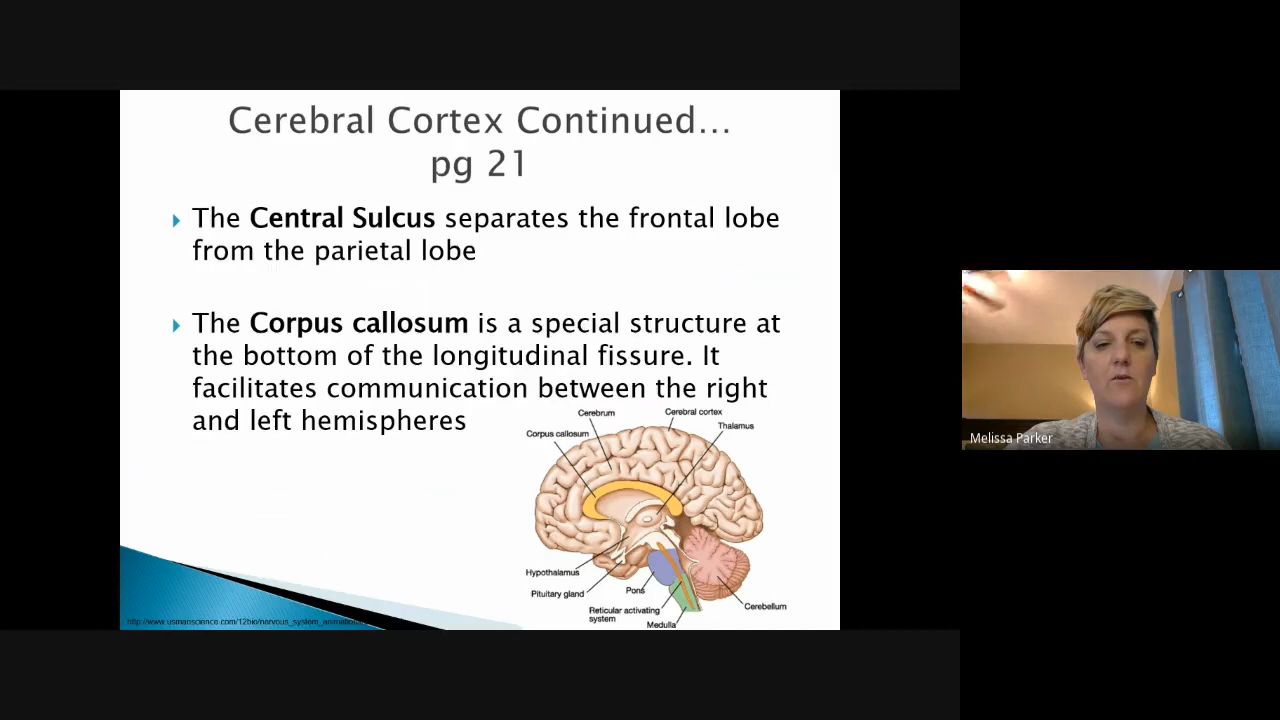 Cerebral Cortex Continued…
pg 21
The Central Sulcus separates the frontal lobe
from the parietal lobe
The Corpus callosum is a special structure at
the bottom of the longitudinal fissure. It
facilitates communication between the right
and left hemispheres
Cerebrum
Cerebral cortex
Corpus callosum
Thalamus
Hypothalamus
Pituitary gland
Pons
Reticular activating
system
Medulla
Cerebellum
Melissa Parker